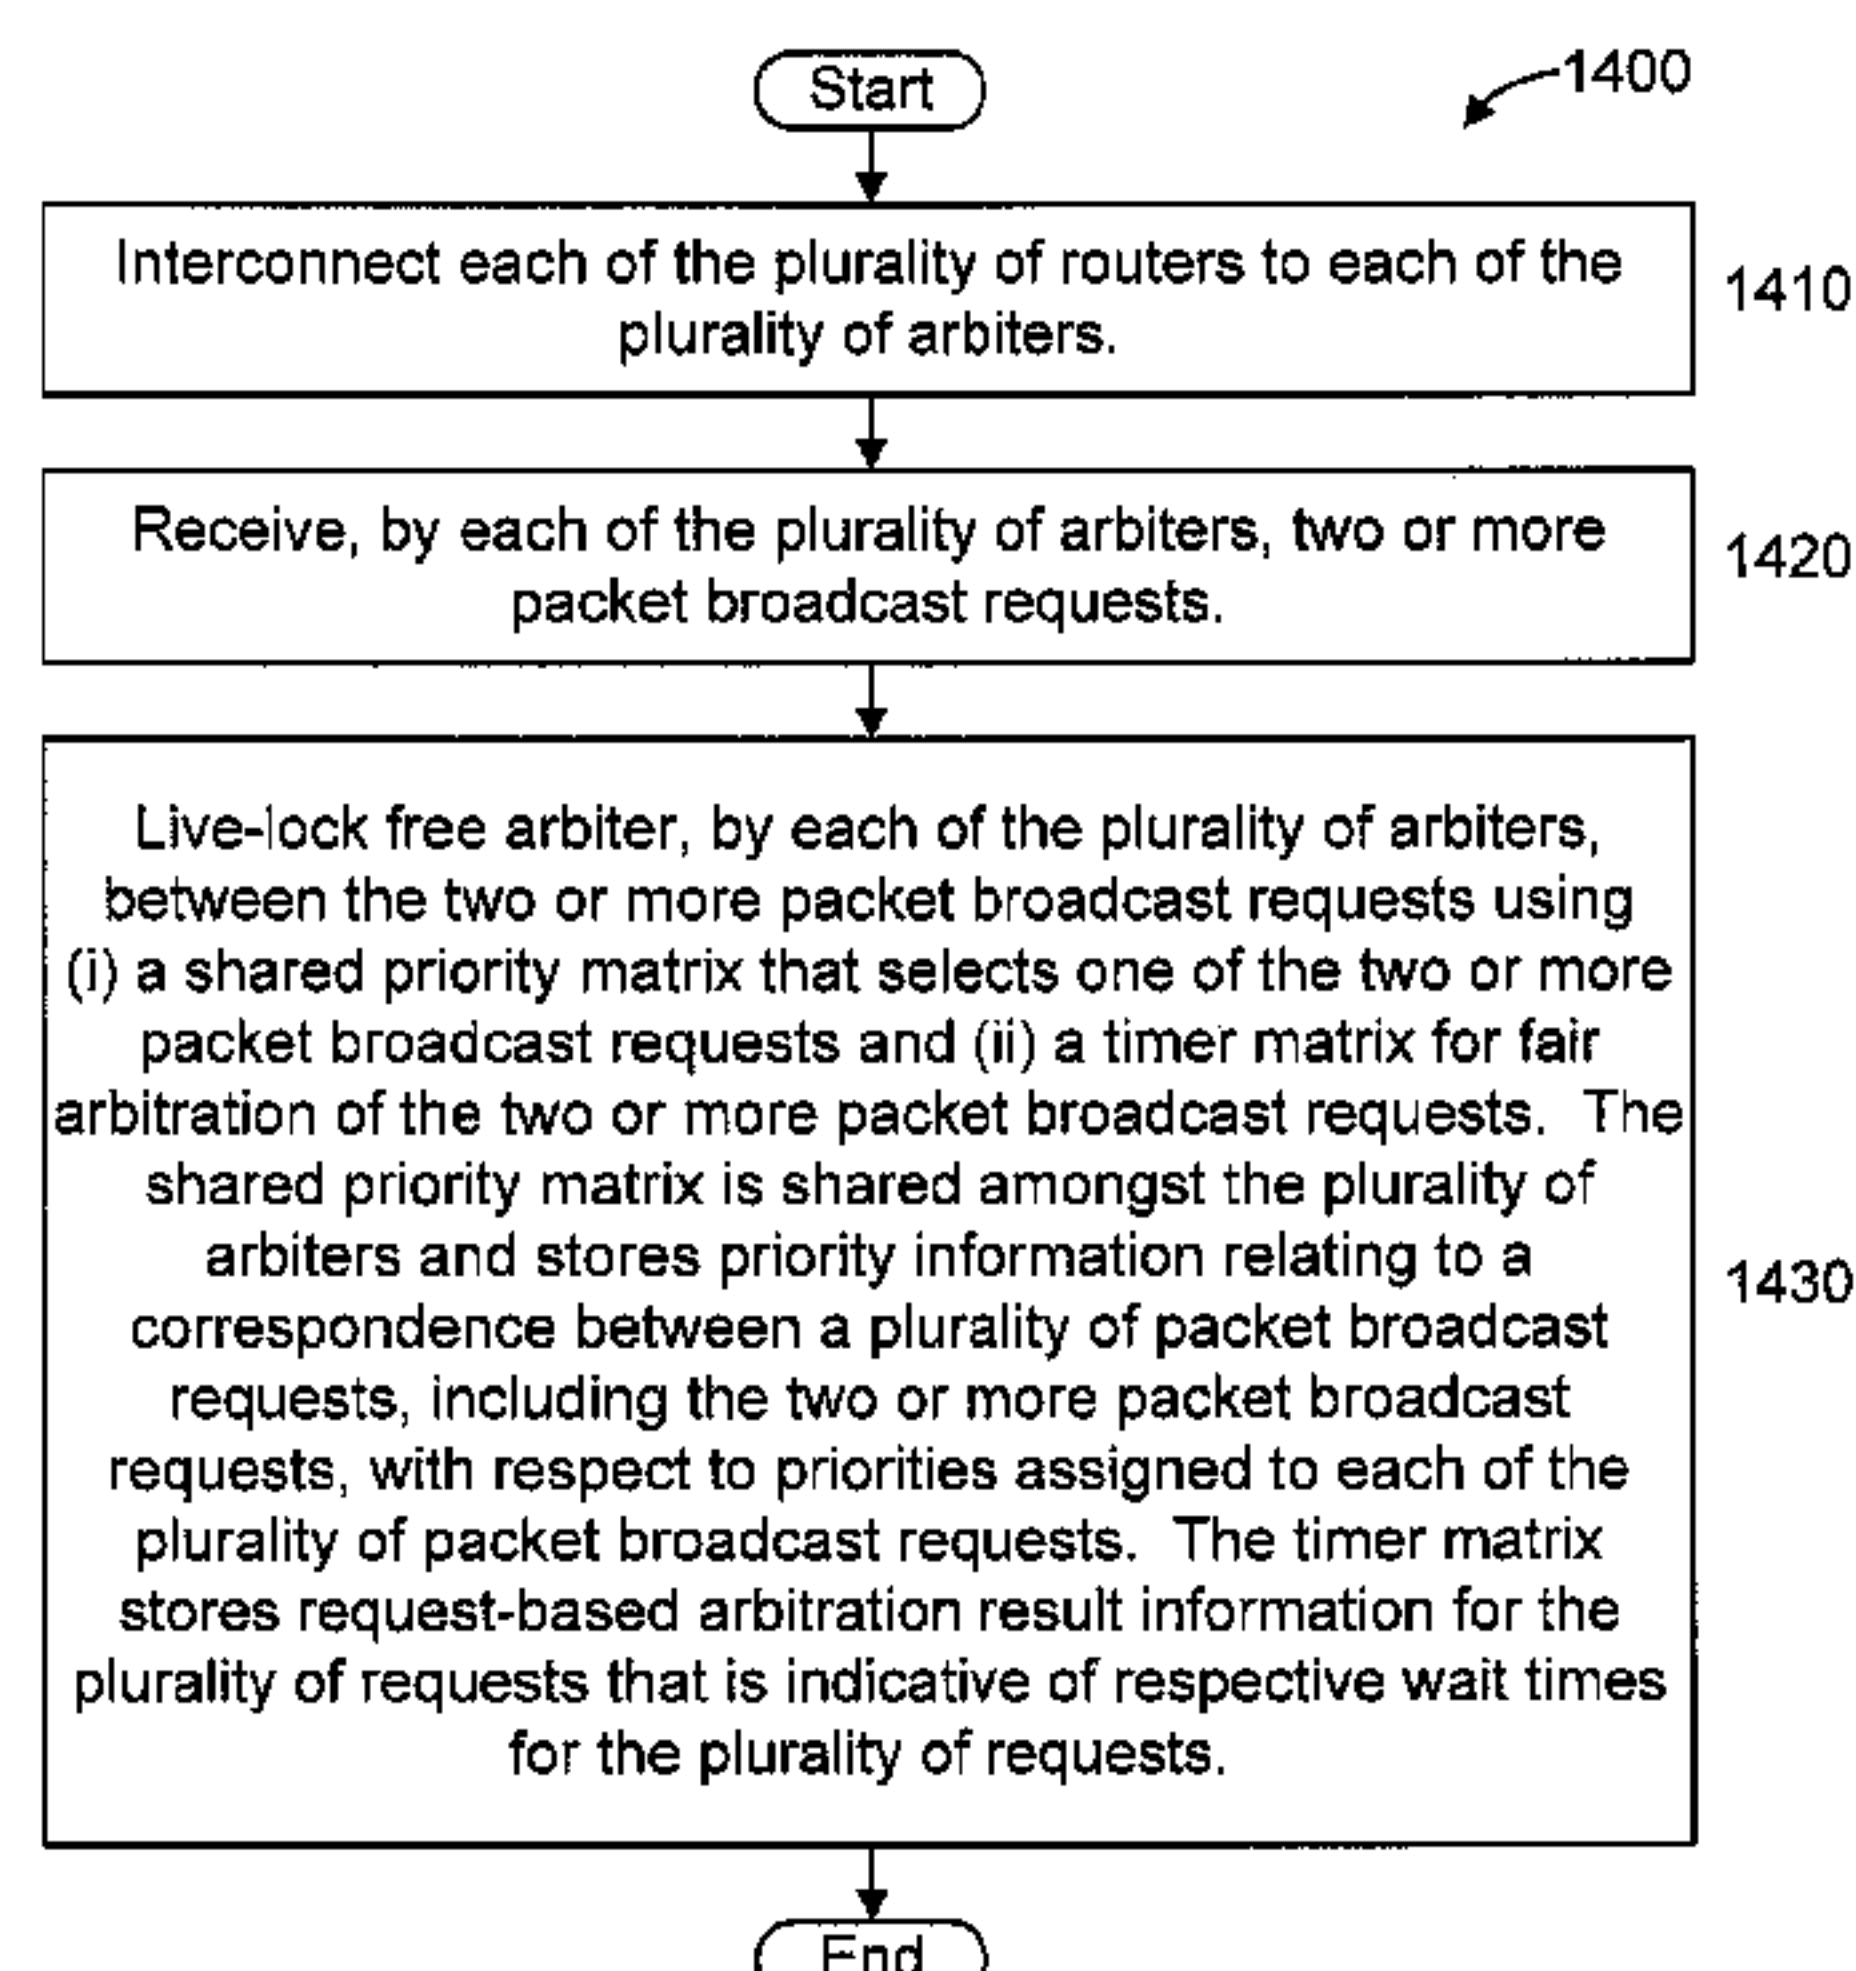 Start
1400
Interconnect each of the plurality of routers to each of the
plurality of arbiters.
1410
Receive, by each of the plurality of arbiters, two or more
packet broadcast requests.
1420
Live-lock free arbiter, by each of the plurality of arbiters,
between the two or more packet broadcast requests using
(i) a shared priority matrix that selects one of the two or more
packet broadcast requests and (ii) a timer matrix for fair
arbitration of the two or more packet broadcast requests. The
shared priority matrix is shared amongst the plurality of
arbiters and stores priority information relating to a
correspondence between a plurality of packet broadcast
requests, including the two or more packet broadcast
requests, with respect to priorities assigned to each of the
plurality of packet broadcast requests. The timer matrix
stores request-based arbitration result information for the
plurality of requests that is indicative of respective wait times
for the plurality of requests.
1430
End